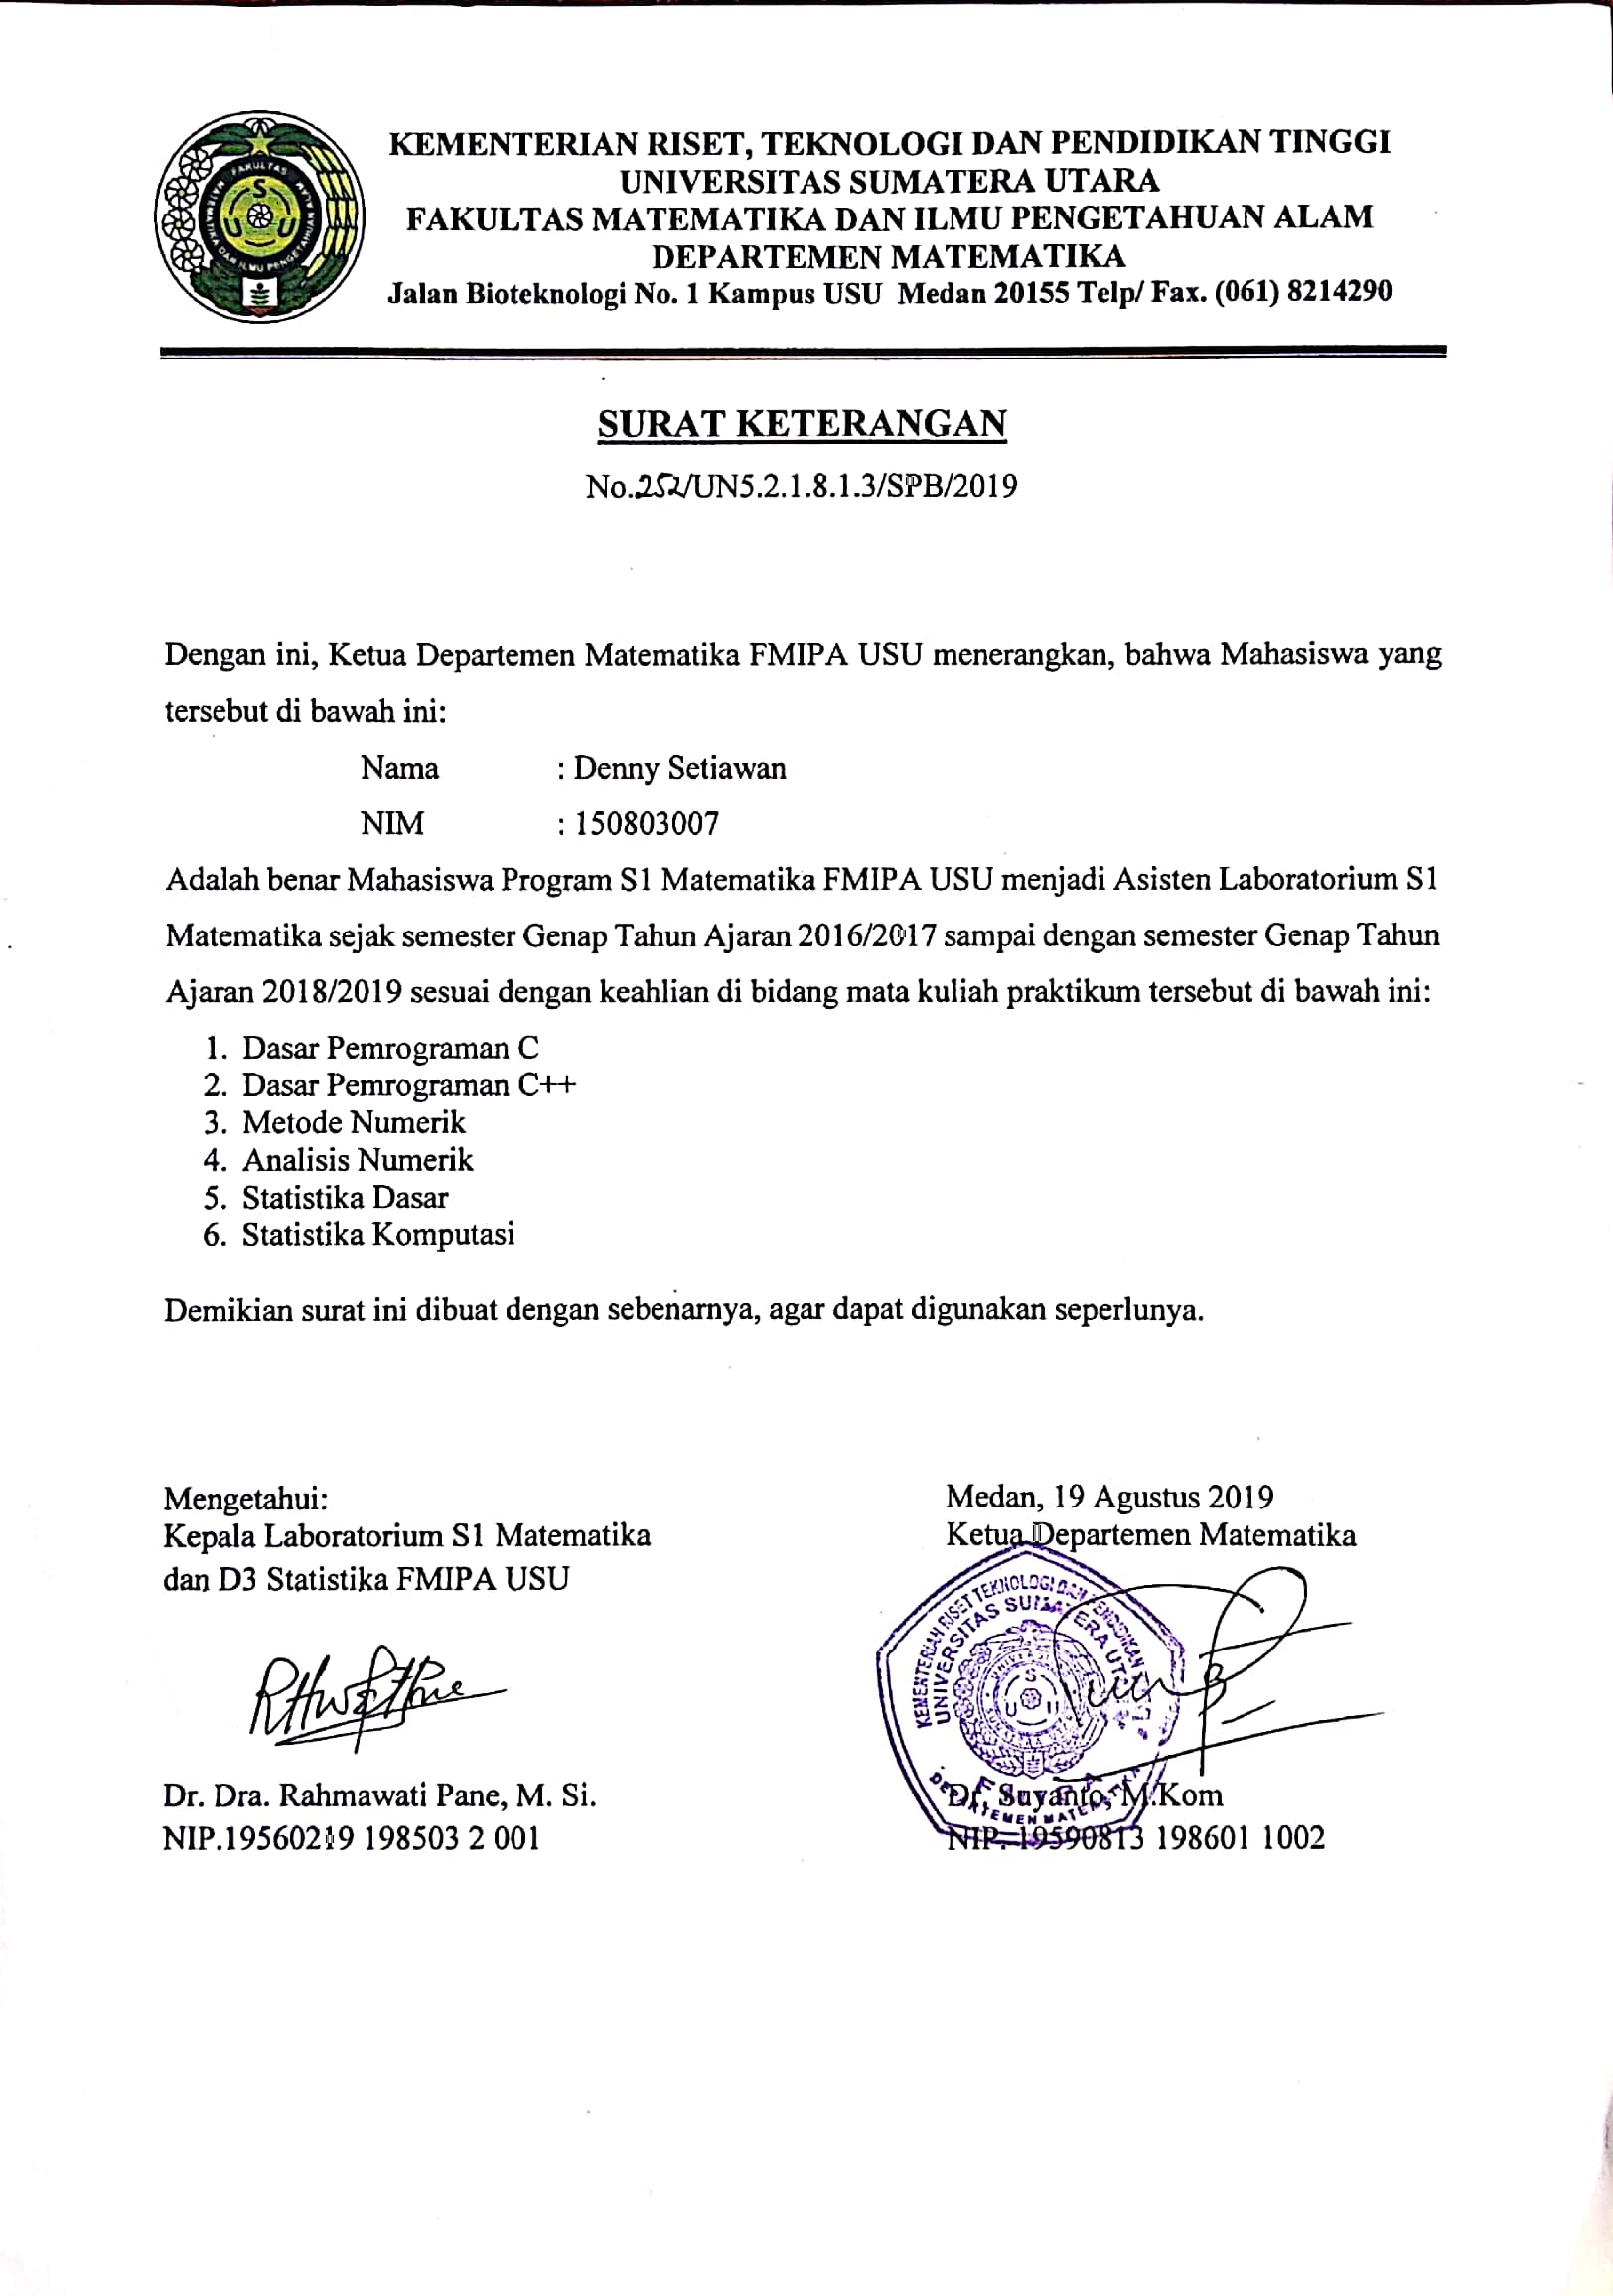 KEMENTERIAN RISET, TEKNOLOGI DAN PENDIDIKAN TINGGI
UNIVERSITAS SUMATERA UTARA
FAKULTAS MATEMATIKA DAN ILMU PENGETAHUAN ALAM
DEPARTEMEN MATEMATIKA
Jalan Bioteknologi No. 1 Kampus USU Medan 20155 Telp/ Fax. (061) 8214290
SURAT KETERANGAN
No.252/UN5.2.1.8.1.3/SPB/2019
Dengan ini, Ketua Departemen Matematika FMIPA USU menerangkan, bahwa Mahasiswa yang
tersebut di bawah ini:
Nama : Denny Setiawan
NIM : 150803007
Adalah benar Mahasiswa Program S1 Matematika FMIPA USU menjadi Asisten Laboratorium S1
Matematika sejak semester Genap Tahun Ajaran 2016/2017 sampai dengan semester Genap Tahun
Ajaran 2018/2019 sesuai dengan keahlian di bidang mata kuliah praktikum tersebut di bawah ini:
1. Dasar Pemrograman C
2. Dasar Pemrograman C++
3. Metode Numerik
4. Analisis Numerik
5. Statistika Dasar
6. Statistika Komputasi
Demikian surat ini dibuat dengan sebenarnya, agar dapat digunakan seperlunya.
Mengetahui:
Kepala Laboratorium S1 Matematika
dan D3 Statistika FMIPA USU
Dr. Dra. Rahmawati Pane, M. Si.
NIP.19560219 198503 2 001
Medan, 19 Agustus 2019
Ketua Departemen Matematika
KEMENTERIAN RISET TEKNOLOGI DAN PENDIDIKAN
UNIVERSITAS SUMATERA UTARA
DEPARTEMEN MATEMATIKA
Dr. Suyanto, M.Kom
NIP. 19590813 198601 1002